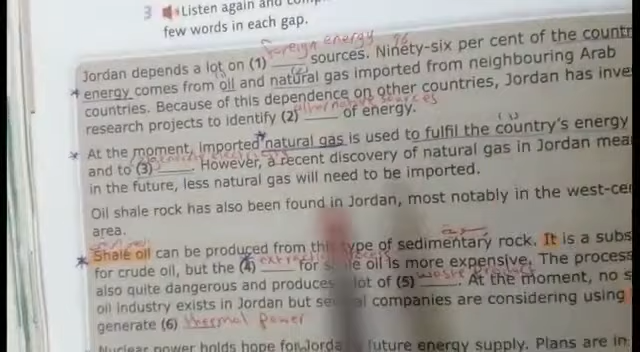 3 Listen again and comp
few words in each gap.
foreign energy 96
Jordan depends a lot on (1) ____ sources. Ninety-six per cent of the countr
energy comes from oil and natural gas imported from neighbouring Arab
countries. Because of this dependence on other countries, Jordan has inve
alternative sources
research projects to identify (2) ____ of energy.
At the moment, imported natural gas is used to fulfil the country's energy
and to (3) ____. However, a recent discovery of natural gas in Jordan mea
in the future, less natural gas will need to be imported.
Oil shale rock has also been found in Jordan, most notably in the west-ce
area.
Shale oil can be produced from this type of sedimentary rock. It is a subs
extraction
for crude oil, but the (4) ____ for shale oil is more expensive. The process
waste product
also quite dangerous and produces lot of (5) ____. At the moment, no s
oil industry exists in Jordan but several companies are considering using
generate (6) thermal power
Nuclear power holds hope for Jorda future energy supply. Plans are in